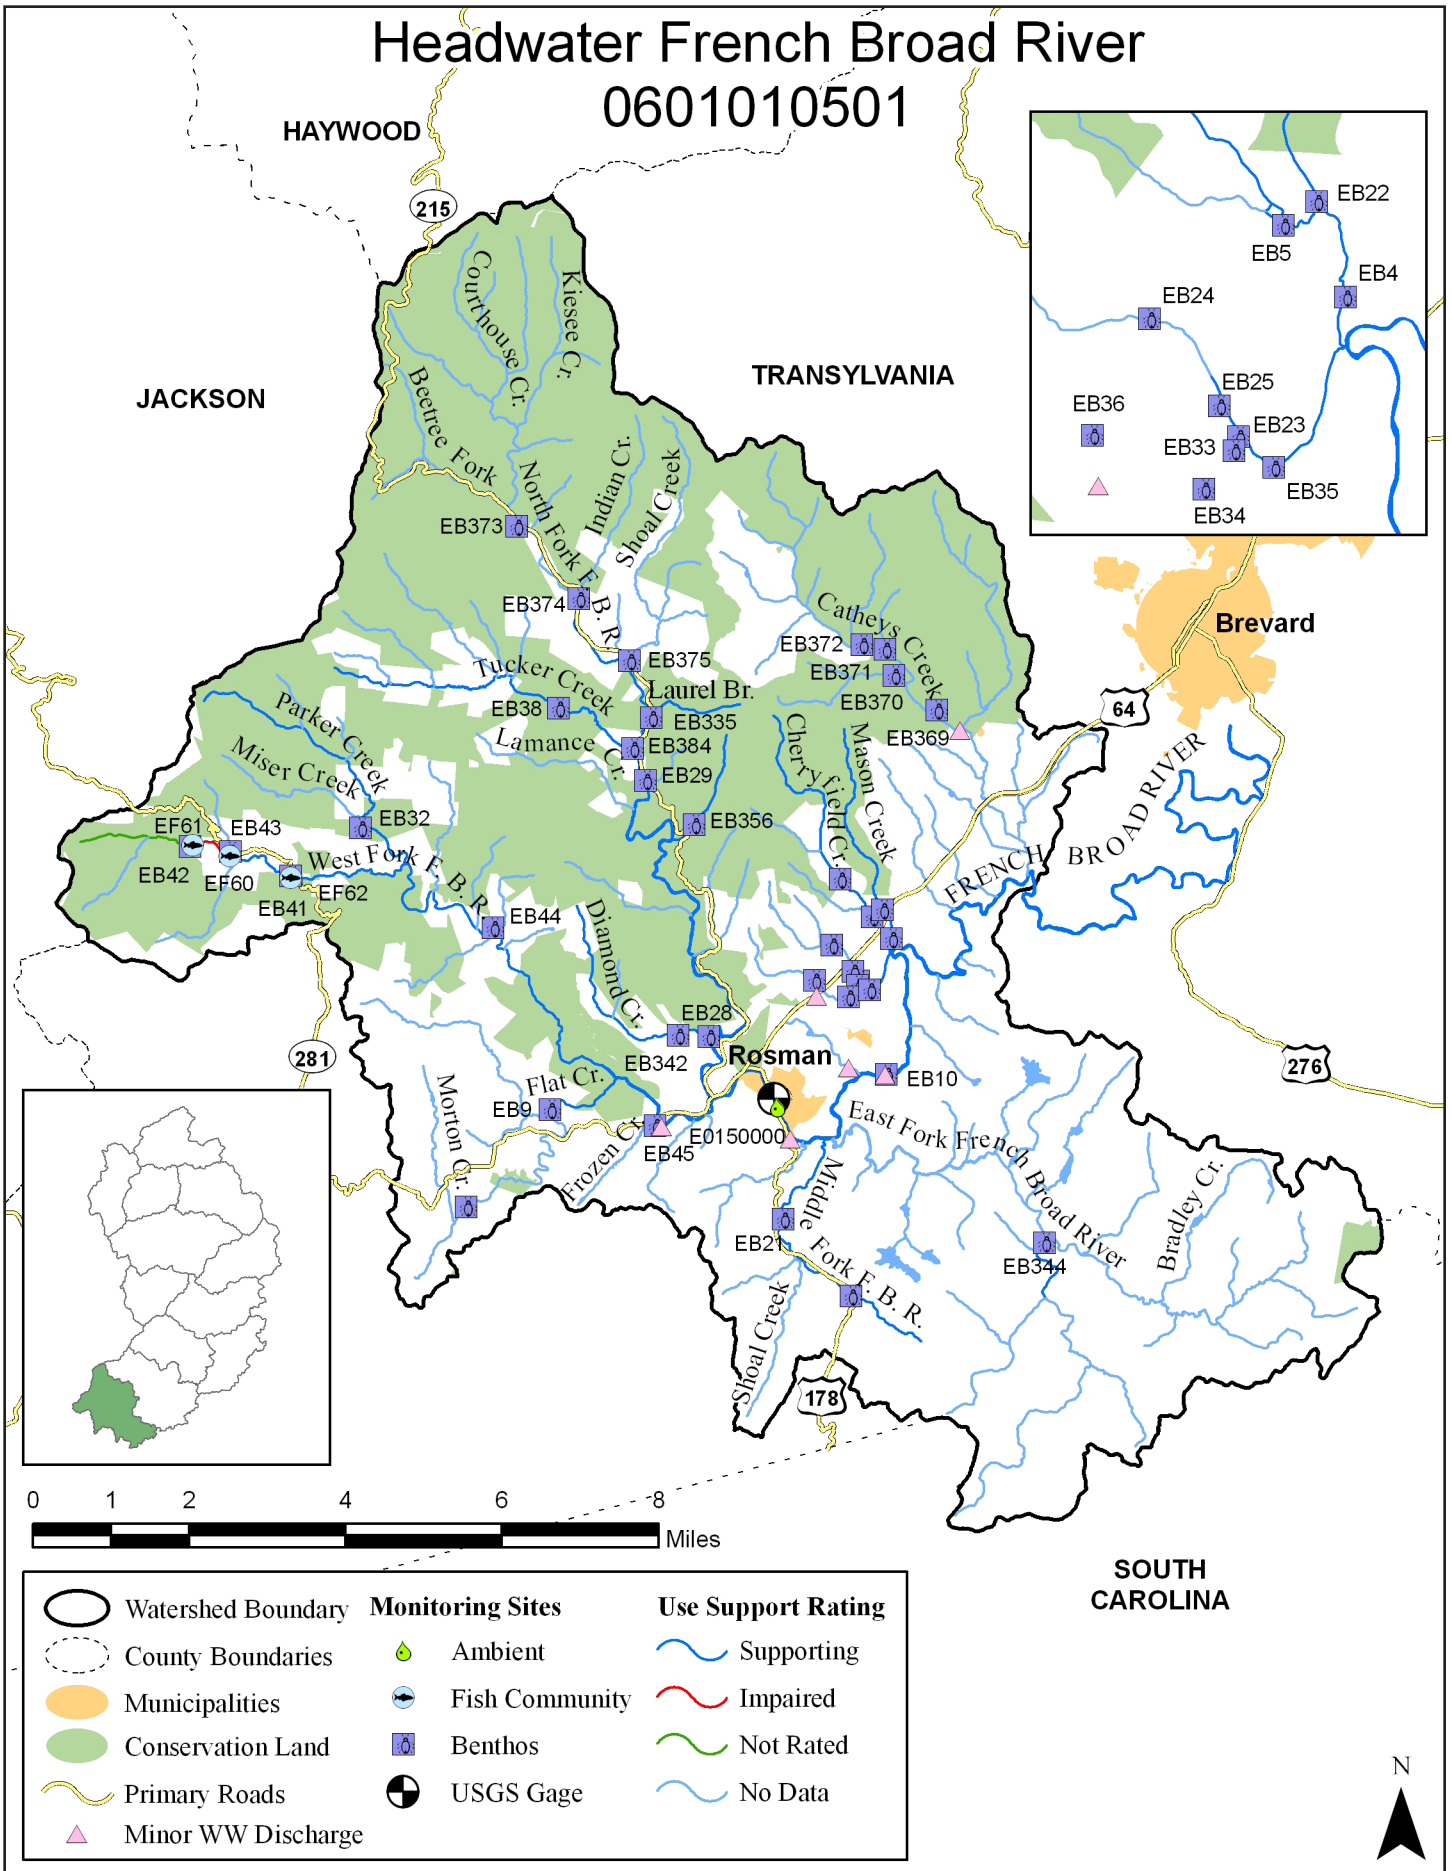 Headwater French Broad River
0601010501
HAYWOOD
215
JACKSON
TRANSYLVANIA
EB22
EB5
EB4
EB24
EB25
EB36
EB23
EB33
EB35
EB34
Courthouse Cr.
Kiesee Cr.
Beetree Fork
North Fork F. B. R.
Indian Cr.
Shoal Creek
EB373
EB374
EB375
Catheys Creek
EB372
EB371
EB370
EB369
Brevard
64
Tucker Creek
Laurel Br.
EB38
EB335
Lamance Cr.
EB384
EB29
EB356
Parker Creek
Miser Creek
Cherryfield Cr.
Mason Creek
EB32
EF61
EB43
EB42
EF60
EB41
EF62
West Fork F. B. R.
FRENCH
BROAD RIVER
EB44
Diamond Cr.
EB28
EB342
Rosman
281
276
Morton Cr.
Flat Cr.
EB9
EB10
E0150000
EB45
Frozen Cr.
East Fork French Broad River
Middle Fork F. B. R.
Bradley Cr.
EB21
EB344
Shoal Creek
178
0 1 2 4 6 8
Miles
SOUTH
CAROLINA
Watershed Boundary
County Boundaries
Municipalities
Conservation Land
Primary Roads
Minor WW Discharge
Monitoring Sites
Ambient
Fish Community
Benthos
USGS Gage
Use Support Rating
Supporting
Impaired
Not Rated
No Data
N